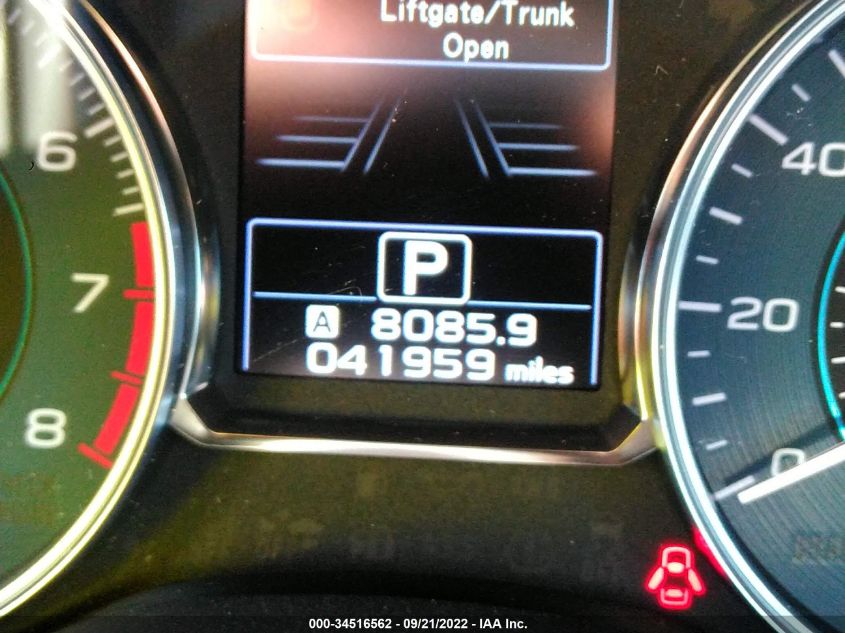 Liftgate/Trunk
Open
6
7
8
P
A 8085.9
041959 miles
40
20
0
000-34516562 - 09/21/2022 - IAA Inc.